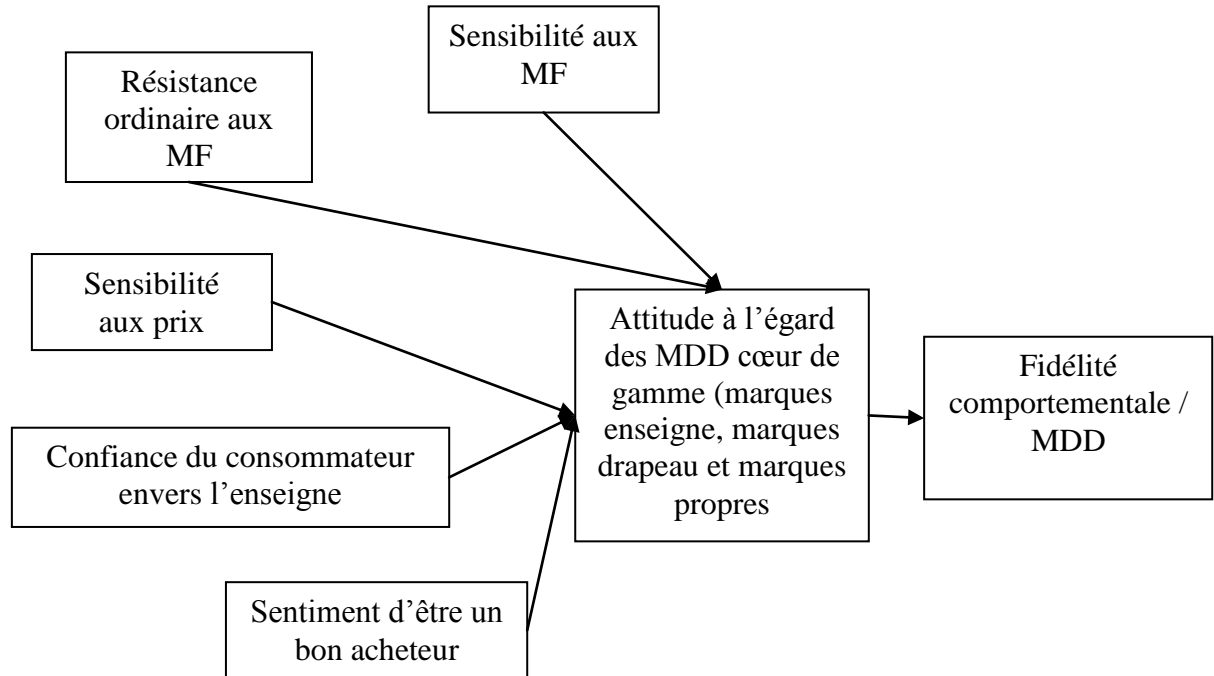 Sensibilité aux
MF
Résistance
ordinaire aux
MF
Sensibilité
aux prix
Confiance du consommateur
envers l’enseigne
Sentiment d’être un
bon acheteur
Attitude à l’égard
des MDD cœur de
gamme (marques
enseigne, marques
drapeau et marques
propres
Fidélité
comportementale /
MDD